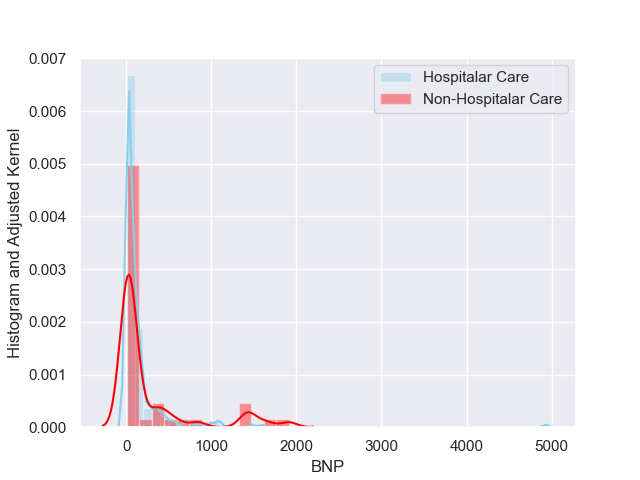 Hospitalar Care
Non-Hospitalar Care
Histogram and Adjusted Kernel
0.007
0.006
0.005
0.004
0.003
0.002
0.001
0.000
0 1000 2000 3000 4000 5000
BNP